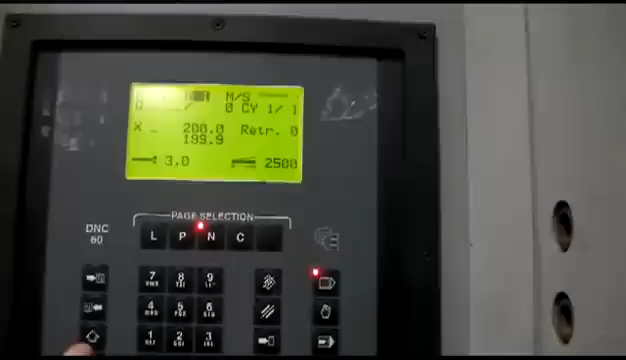 M/S
0 0 CY 1/ 1
X 200.0 Retr. 0
199.9
3.0 2500
PAGE SELECTION
DNC
60
L P N C
7 8 9
4 5 6
1 2 3